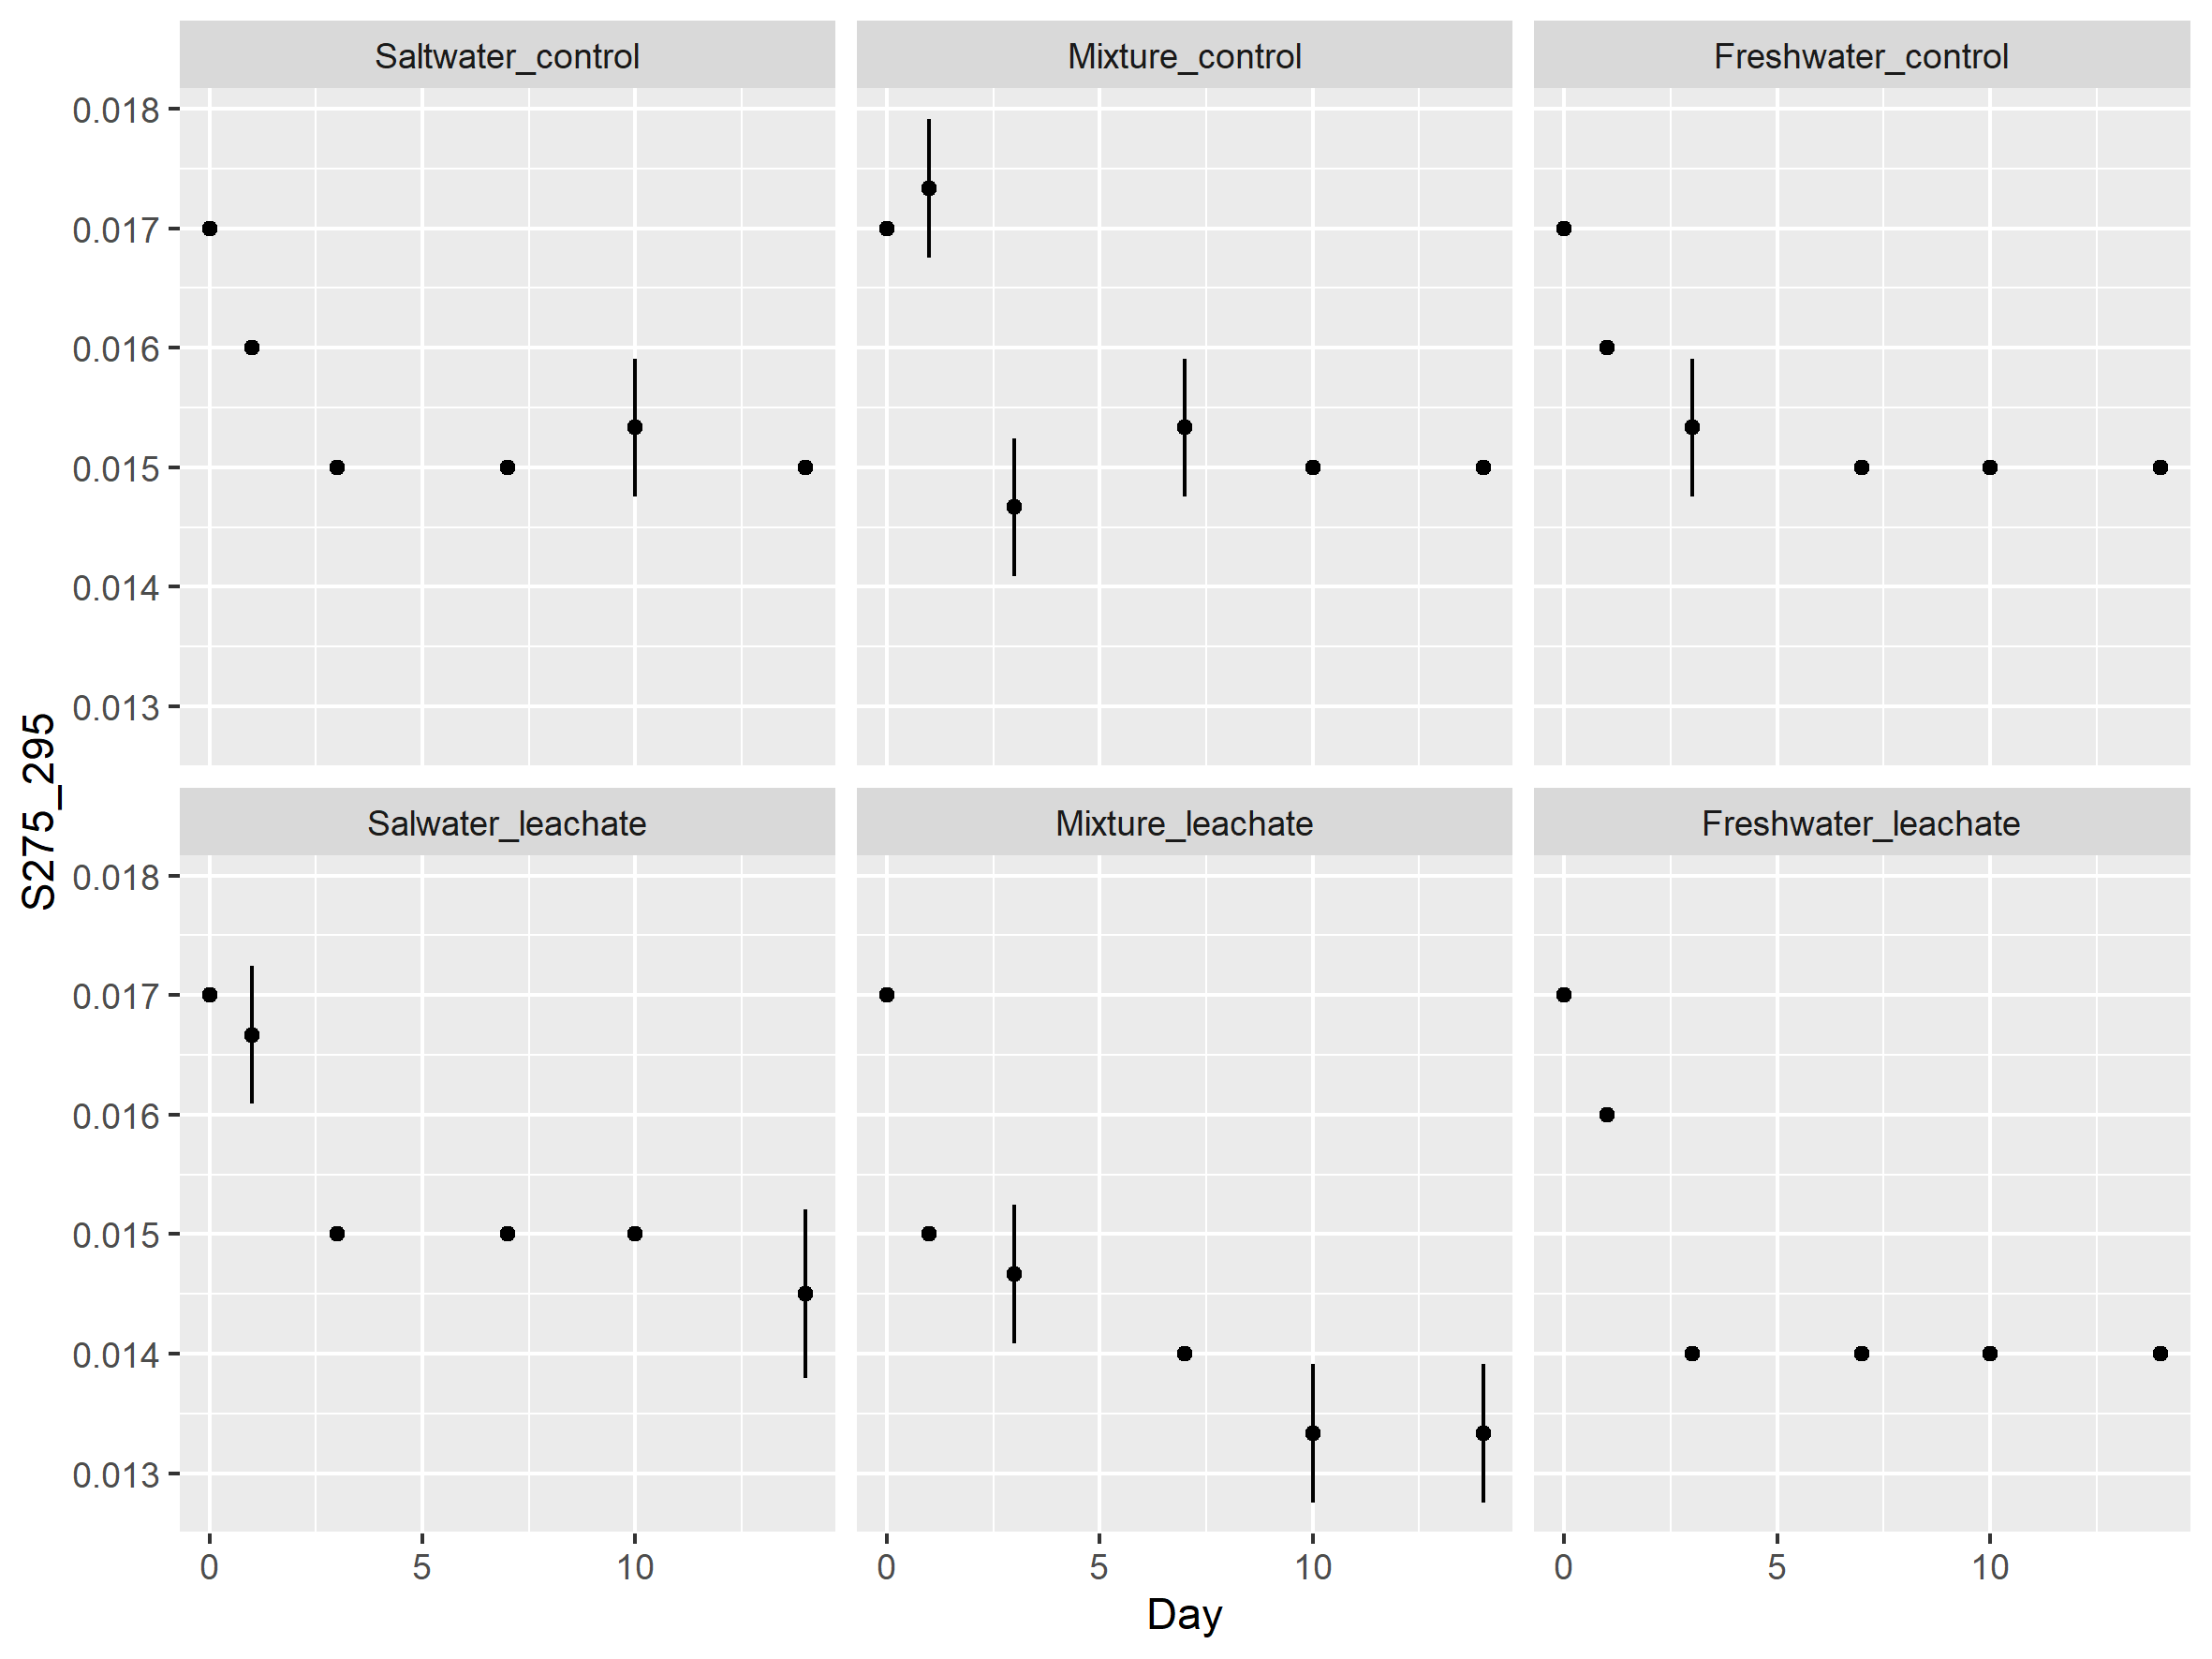 Saltwater_control Mixture_control Freshwater_control
0.018
0.017
0.016
0.015
0.014
0.013
S275_295
Salwater_leachate Mixture_leachate Freshwater_leachate
0.018
0.017
0.016
0.015
0.014
0.013
0 5 10 0 5 10 0 5 10
Day